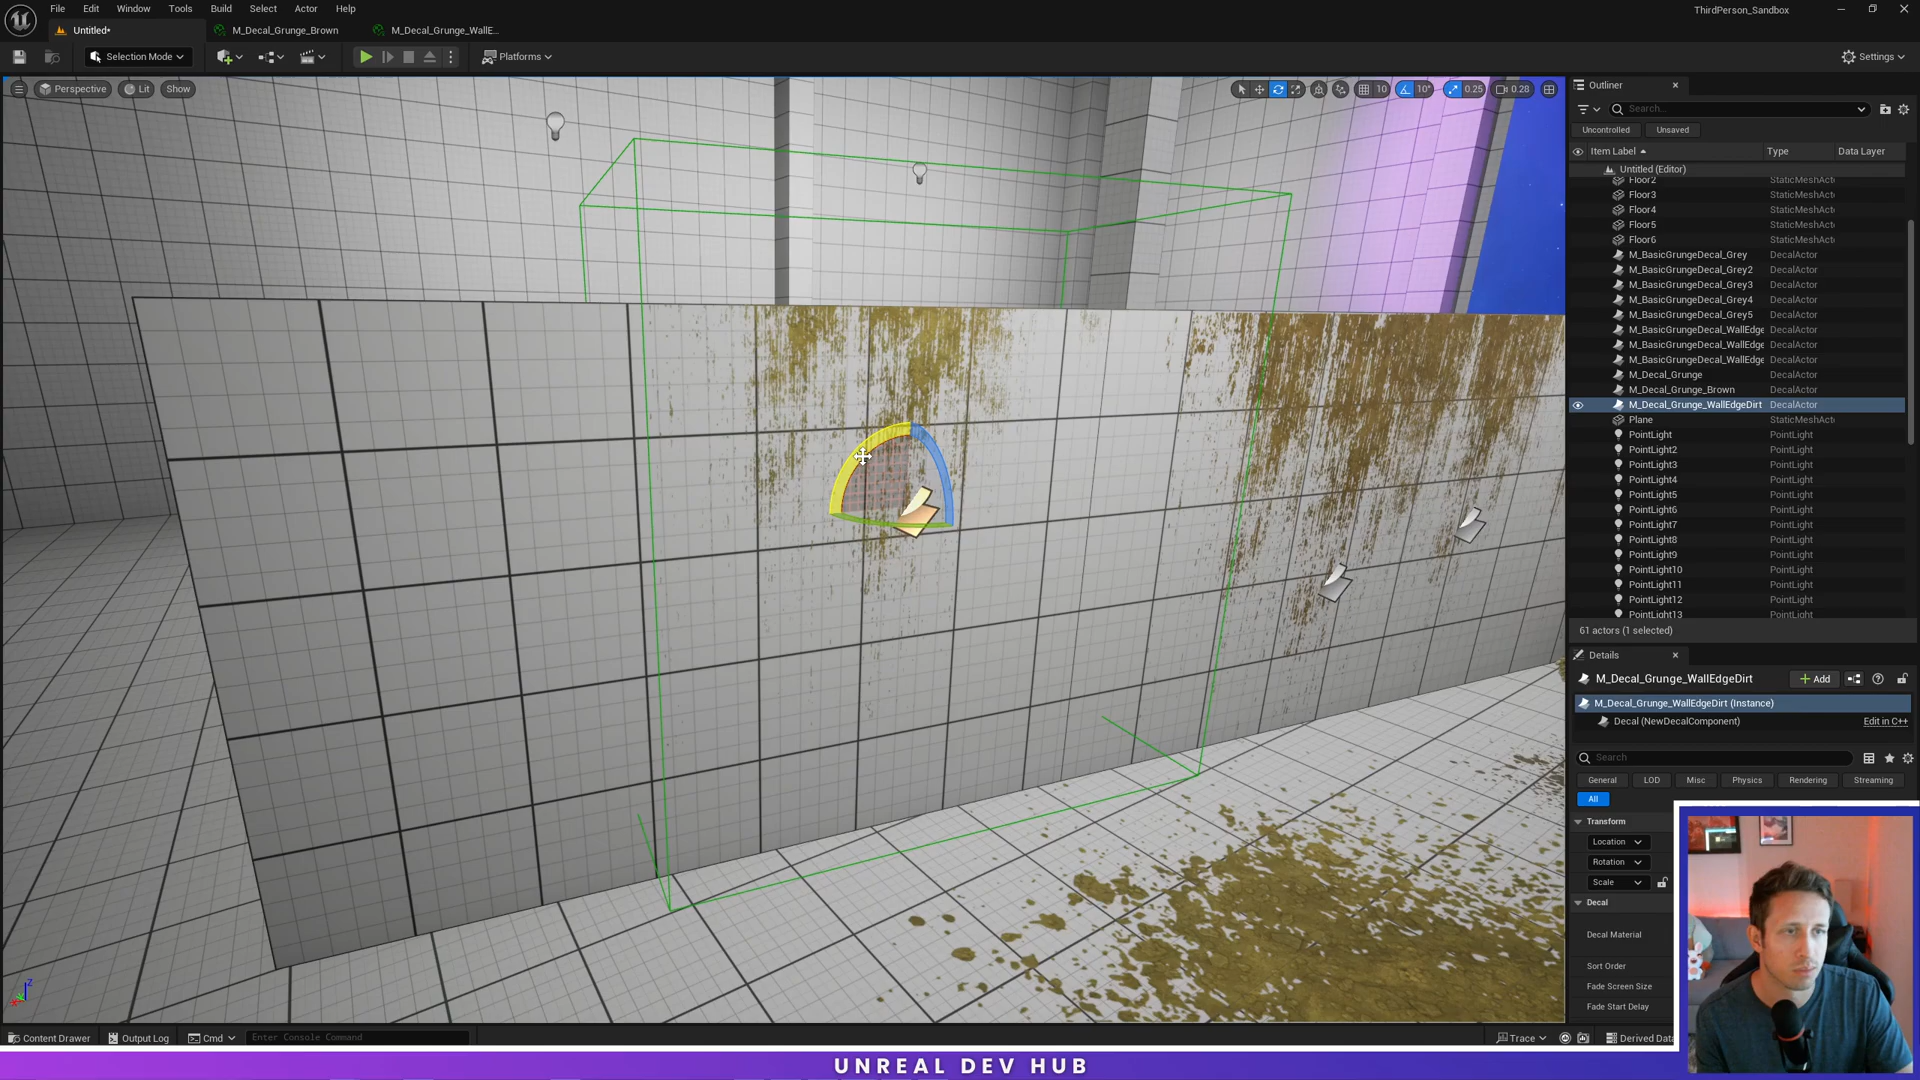 File Edit Window Tools Build Select Actor Help
ThirdPerson_Sandbox
Untitled*
M_Decal_Grunge_Brown
M_Decal_Grunge_WallE...
Selection Mode
Platforms
Settings
Perspective
Lit
Show
10
10°
0.25
0.28
Outliner
Search...
Uncontrolled
Unsaved
Item Label Type Data Layer
Untitled (Editor)
Floor2 StaticMeshAct
Floor3 StaticMeshAct
Floor4 StaticMeshAct
Floor5 StaticMeshAct
Floor6 StaticMeshAct
M_BasicGrungeDecal_Grey DecalActor
M_BasicGrungeDecal_Grey2 DecalActor
M_BasicGrungeDecal_Grey3 DecalActor
M_BasicGrungeDecal_Grey4 DecalActor
M_BasicGrungeDecal_Grey5 DecalActor
M_BasicGrungeDecal_WallEdge DecalActor
M_BasicGrungeDecal_WallEdge DecalActor
M_BasicGrungeDecal_WallEdge DecalActor
M_Decal_Grunge DecalActor
M_Decal_Grunge_Brown DecalActor
M_Decal_Grunge_WallEdgeDirt DecalActor
Plane StaticMeshAct
PointLight PointLight
PointLight2 PointLight
PointLight3 PointLight
PointLight4 PointLight
PointLight5 PointLight
PointLight6 PointLight
PointLight7 PointLight
PointLight8 PointLight
PointLight9 PointLight
PointLight10 PointLight
PointLight11 PointLight
PointLight12 PointLight
PointLight13 PointLight
61 actors (1 selected)
Details
M_Decal_Grunge_WallEdgeDirt
Add
M_Decal_Grunge_WallEdgeDirt (Instance)
Decal (NewDecalComponent) Edit in C++
Search
General LOD Misc Physics Rendering Streaming
All
Transform
Location
Rotation
Scale
Decal
Decal Material
Sort Order
Fade Screen Size
Fade Start Delay
Z
Content Drawer
Output Log
Cmd
Enter Console Command
Trace
Derived Data
UNREAL DEV HUB